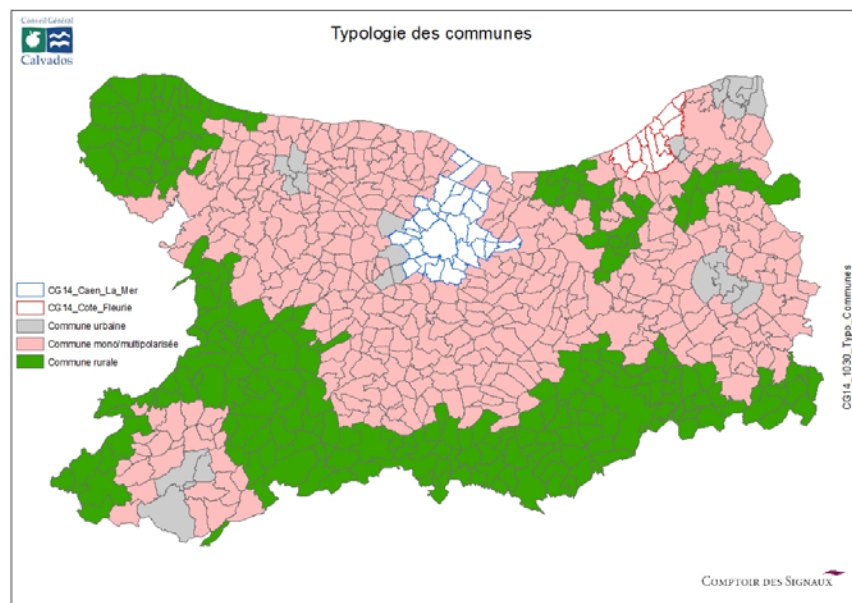 Conseil Général
Calvados
Typologie des communes
CG14_Caen_La_Mer
CG14_Cote_Fleurie
Commune urbaine
Commune mono/multipolarisée
Commune rurale
CG14_1030_Typo_Communes
COMPTOIR DES SIGNAUX